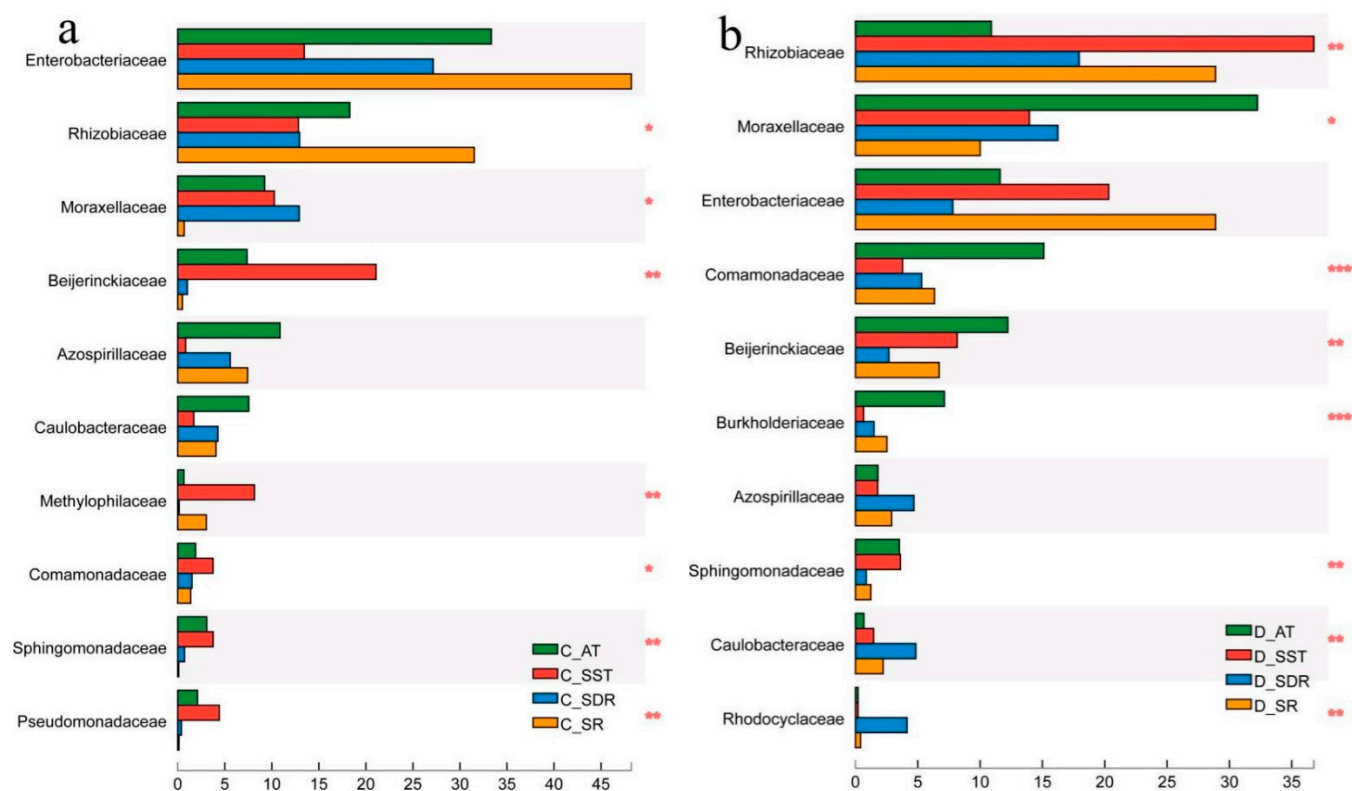 a
Enterobacteriaceae
Rhizobiaceae
*
Moraxellaceae
*
Beijerinckiaceae
**
Azospirillaceae
Caulobacteraceae
Methylophilaceae
**
Comamonadaceae
*
Sphingomonadaceae
**
Pseudomonadaceae
**
C_AT
C_SST
C_SDR
C_SR
0 5 10 15 20 25 30 35 40 45
b
Rhizobiaceae
**
Moraxellaceae
*
Enterobacteriaceae
Comamonadaceae
***
Beijerinckiaceae
**
Burkholderiaceae
***
Azospirillaceae
Sphingomonadaceae
**
Caulobacteraceae
**
Rhodocyclaceae
**
D_AT
D_SST
D_SDR
D_SR
0 5 10 15 20 25 30 35